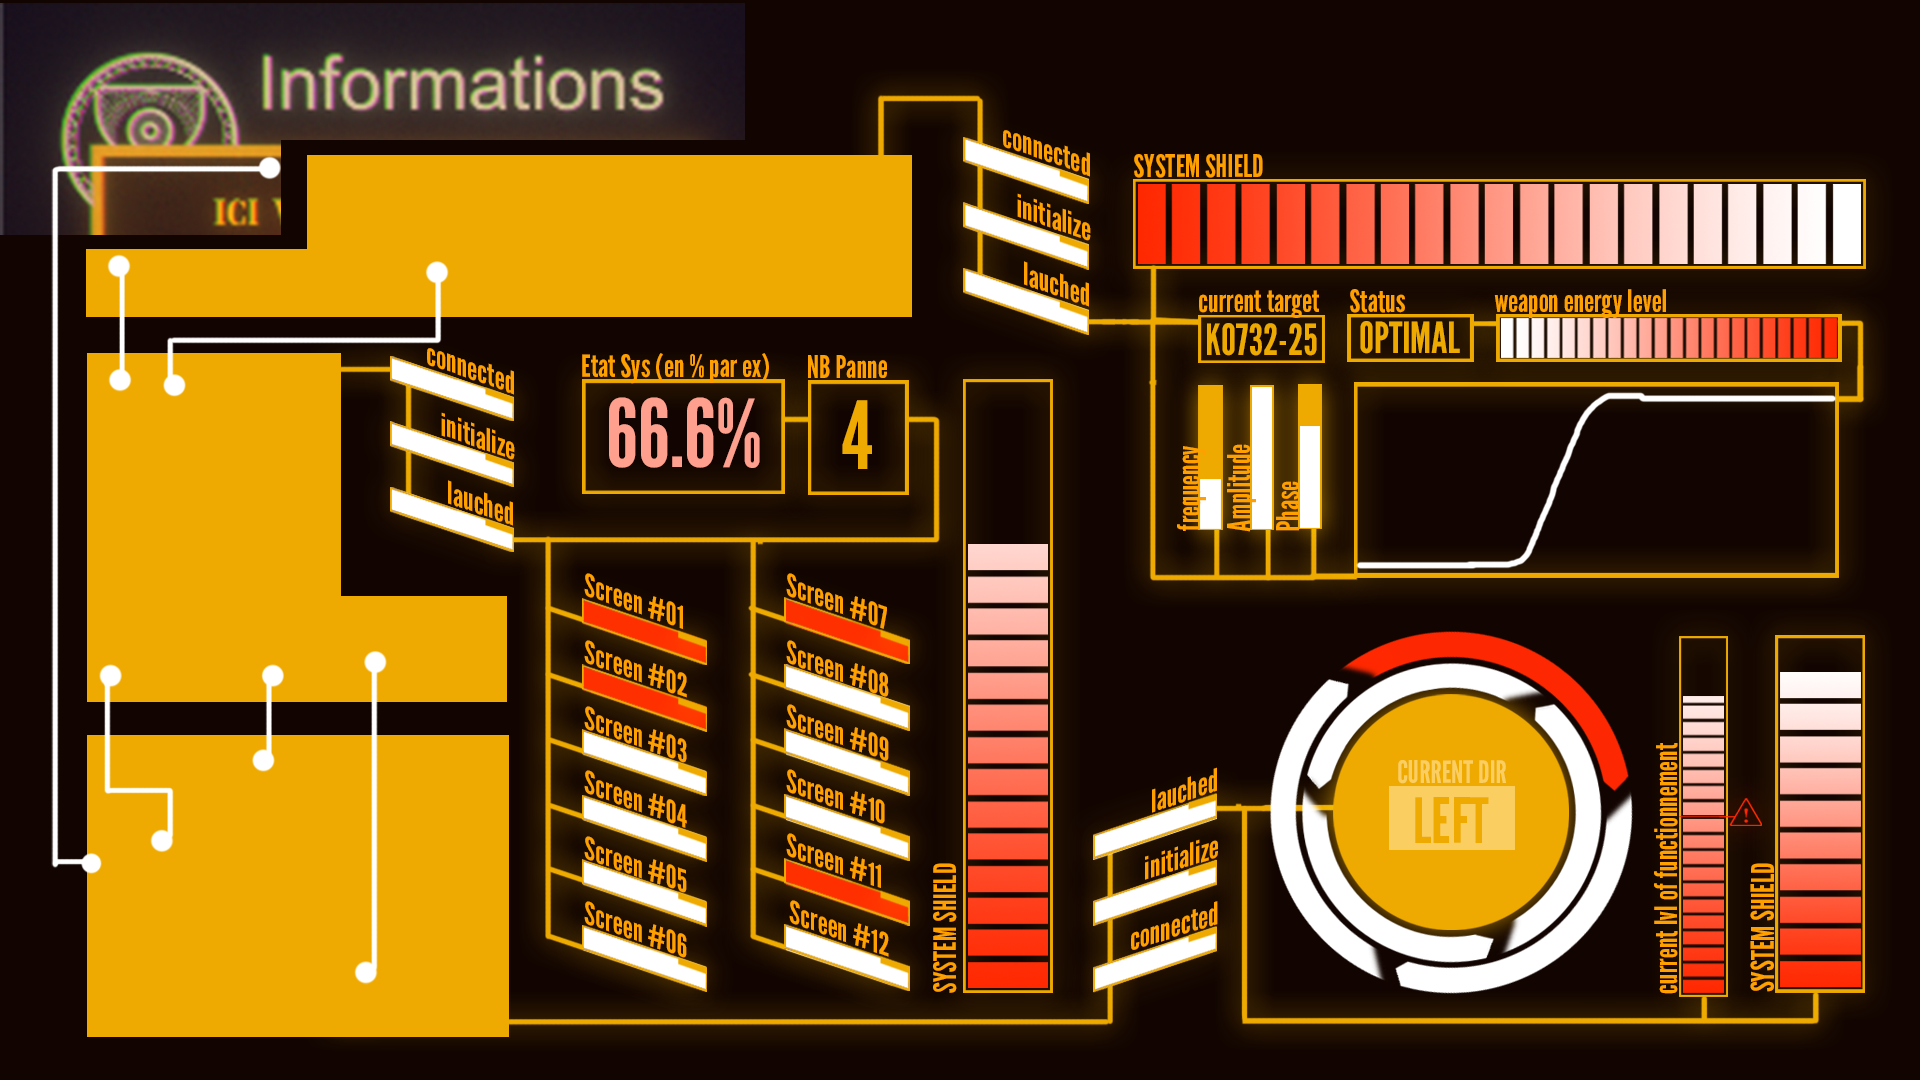 Informations
ICI
connected
initialize
lauched
SYSTEM SHIELD
current target
K0732-25
Status
OPTIMAL
weapon energy level
frequency
Amplitude
Phase
connected
initialize
lauched
Etat Sys (en % par ex)
66.6%
NB Panne
4
Screen #01
Screen #02
Screen #03
Screen #04
Screen #05
Screen #06
Screen #07
Screen #08
Screen #09
Screen #10
Screen #11
Screen #12
SYSTEM SHIELD
lauched
initialize
connected
CURRENT DIR
LEFT
current lvl of functionnement
!
SYSTEM SHIELD